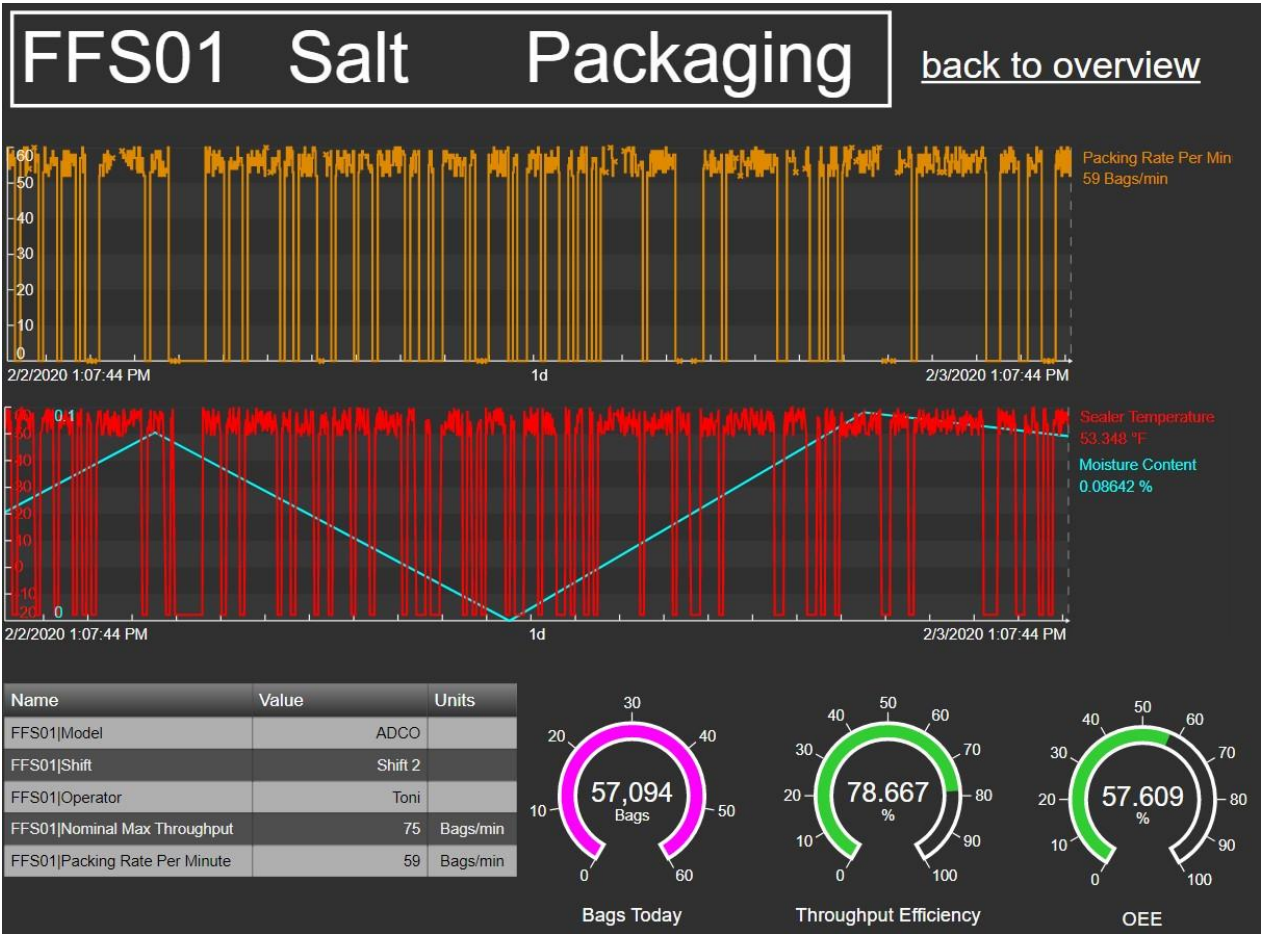 FFS01 Salt Packaging
back to overview
60
50
40
30
20
10
0
Packing Rate Per Min
59 Bags/min
2/2/2020 1:07:44 PM 1d 2/3/2020 1:07:44 PM
0.1
40
30
20
10
0
-10
-20
0
Sealer Temperature
53.348 °F
Moisture Content
0.08642 %
2/2/2020 1:07:44 PM 1d 2/3/2020 1:07:44 PM
Name Value Units
FFS01|Model ADCO
FFS01|Shift Shift 2
FFS01|Operator Toni
FFS01|Nominal Max Throughput 75 Bags/min
FFS01|Packing Rate Per Minute 59 Bags/min
0 10 20 30 40 50 60
57,094
Bags
Bags Today
0 10 20 30 40 50 60 70 80 90 100
78.667
%
Throughput Efficiency
0 10 20 30 40 50 60 70 80 90 100
57.609
%
OEE